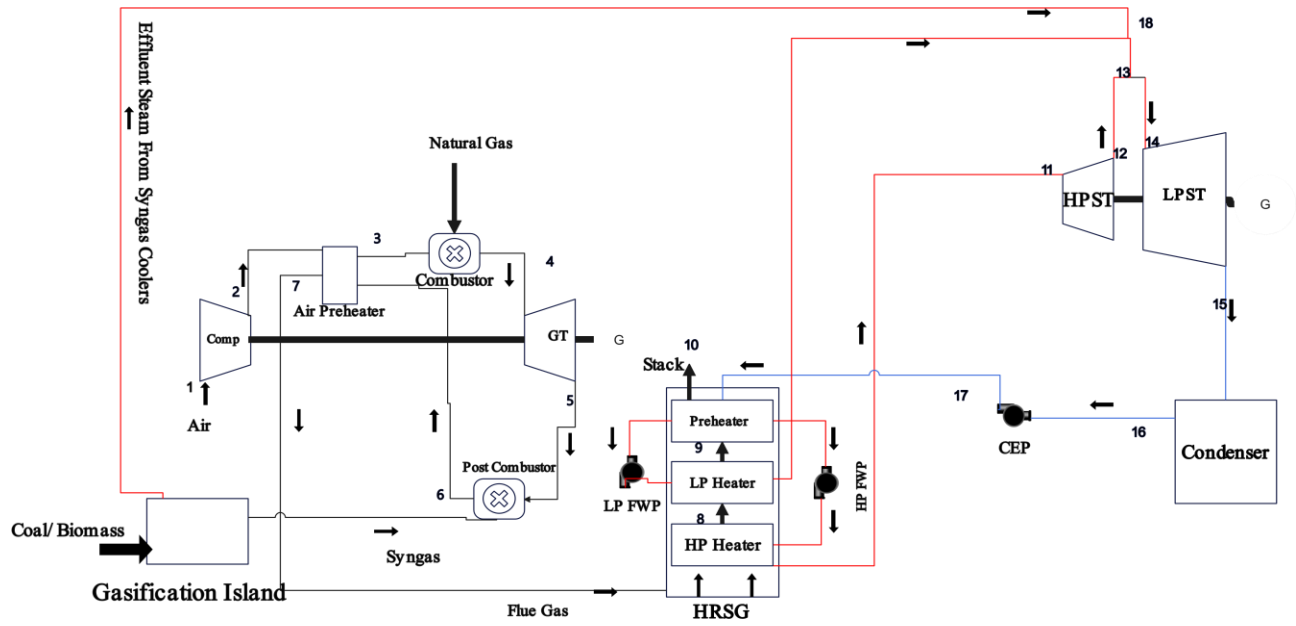 18
13
Effluent Steam From Syngas Coolers
Natural Gas
14
12
11
HPST
LPST
G
3
4
2
7
Combustor
Air Preheater
Comp
GT
G
15
10
Stack
1
Air
5
17
16
CEP
Preheater
9
Condenser
Post Combustor
6
LP Heater
LP FWP
HP FWP
8
HP Heater
Coal/ Biomass
Syngas
Gasification Island
Flue Gas
HRSG